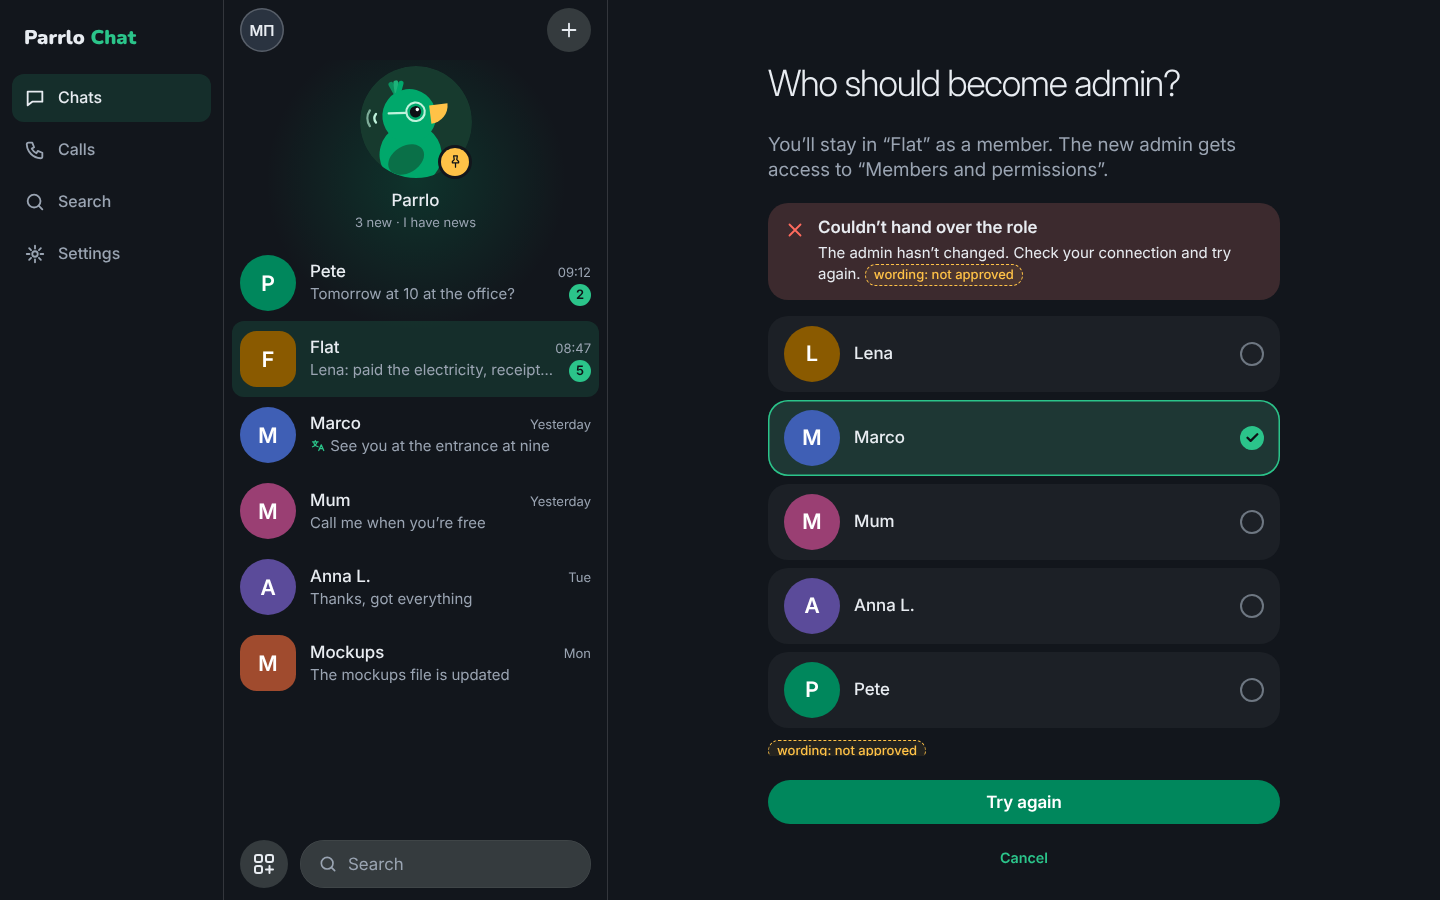 Parrlo Chat
Chats
Calls
Search
Settings
МП
Parrlo
3 new · I have news
P
Pete
09:12
Tomorrow at 10 at the office?
2
F
Flat
08:47
Lena: paid the electricity, receipt...
5
M
Marco
Yesterday
See you at the entrance at nine
M
Mum
Yesterday
Call me when you’re free
A
Anna L.
Tue
Thanks, got everything
M
Mockups
Mon
The mockups file is updated
Search
Who should become admin?
You’ll stay in “Flat” as a member. The new admin gets
access to “Members and permissions”.
Couldn’t hand over the role
The admin hasn’t changed. Check your connection and try
again. wording: not approved
L
Lena
M
Marco
M
Mum
A
Anna L.
P
Pete
wording: not approved
Try again
Cancel